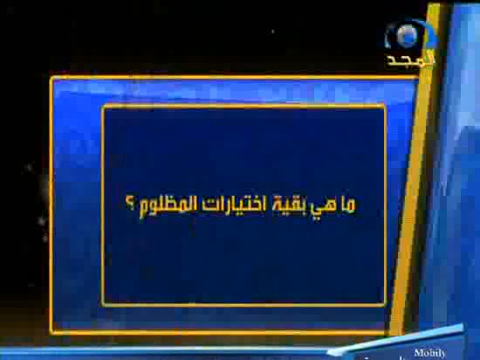 المجد
ما هي بقية اختيارات المظلوم ؟
Mobily